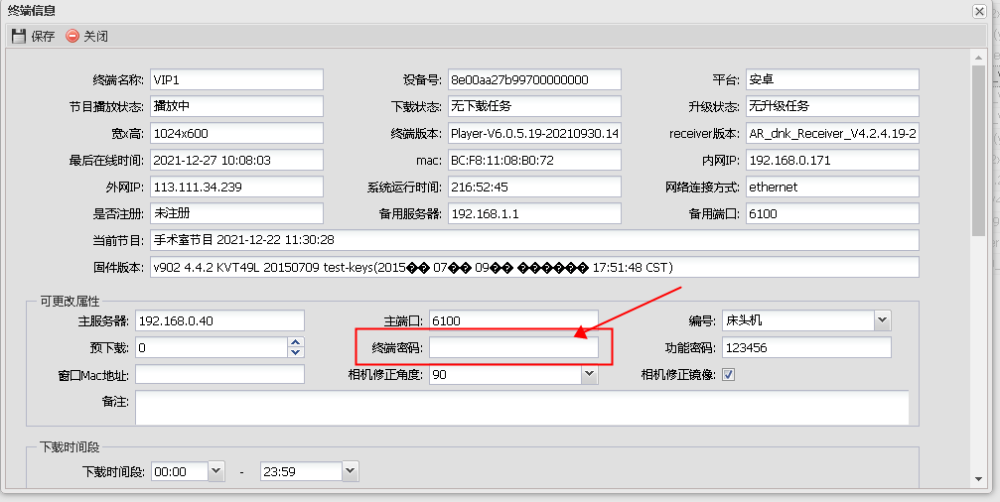 终端信息
保存 关闭
终端名称: VIP1 设备号: 8e00aa27b99700000000 平台: 安卓
节目播放状态: 播放中 下载状态: 无下载任务 升级状态: 无升级任务
宽x高: 1024x600 终端版本: Player-V6.0.5.19-20210930.14 receiver版本: AR_dnk_Receiver_V4.2.4.19-2
最后在线时间: 2021-12-27 10:08:03 mac: BC:F8:11:08:B0:72 内网IP: 192.168.0.171
外网IP: 113.111.34.239 系统运行时间: 216:52:45 网络连接方式: ethernet
是否注册: 未注册 备用服务器: 192.168.1.1 备用端口: 6100
当前节目: 手术室节目 2021-12-22 11:30:28
固件版本: v902 4.4.2 KVT49L 20150709 test-keys(2015�� 07�� 09�� ������ 17:51:48 CST)
可更改属性
主服务器: 192.168.0.40 主端口: 6100 编号: 床头机
预下载: 0 终端密码: 功能密码: 123456
窗口Mac地址: 相机修正角度: 90 相机修正镜像:
备注:
下载时间段
下载时间段: 00:00 - 23:59